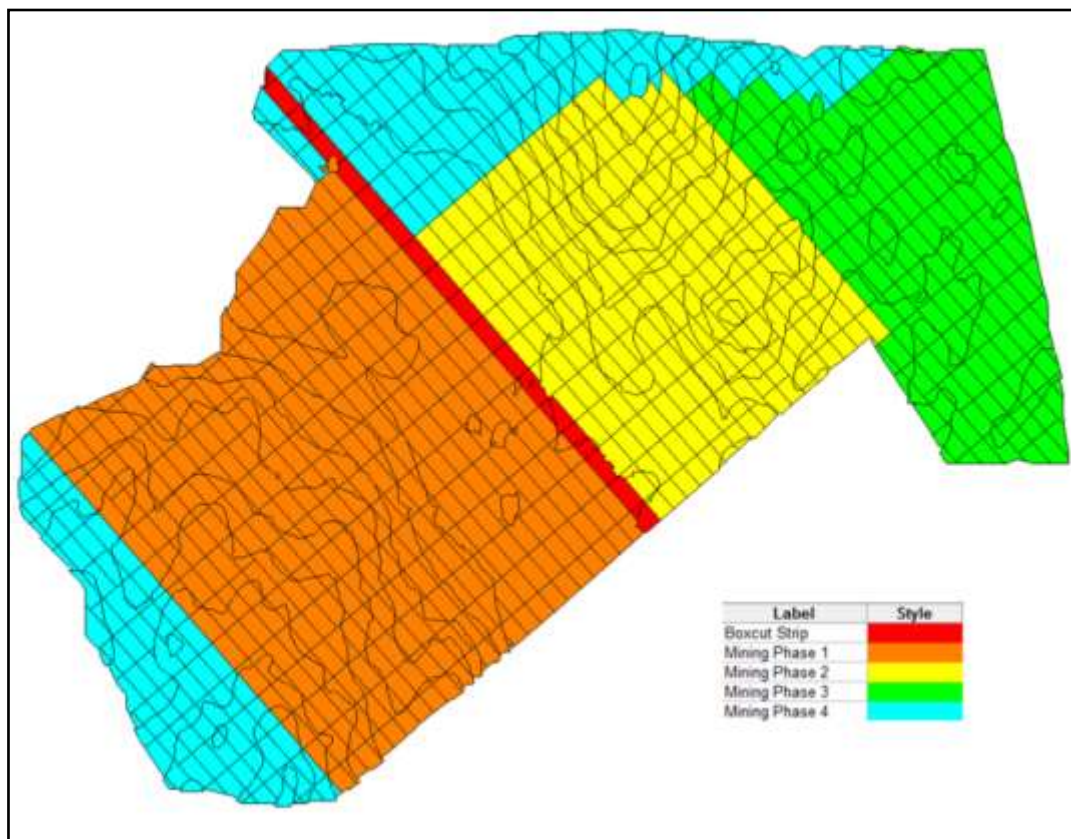 Label Style
Boxcut Strip
Mining Phase 1
Mining Phase 2
Mining Phase 3
Mining Phase 4